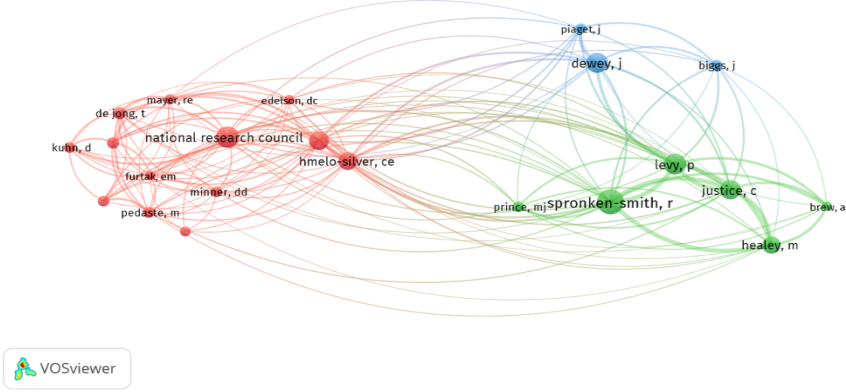 piaget, j
dewey, j
biggs, j
mayer, re
edelson, dc
de jong, t
national research council
kuhn, d
hmelo-silver, ce
levy, p
furtak, em
minner, dd
justice, c
prince, mj
spronken-smith, r
brew, a
pedaste, m
healey, m
VOSviewer